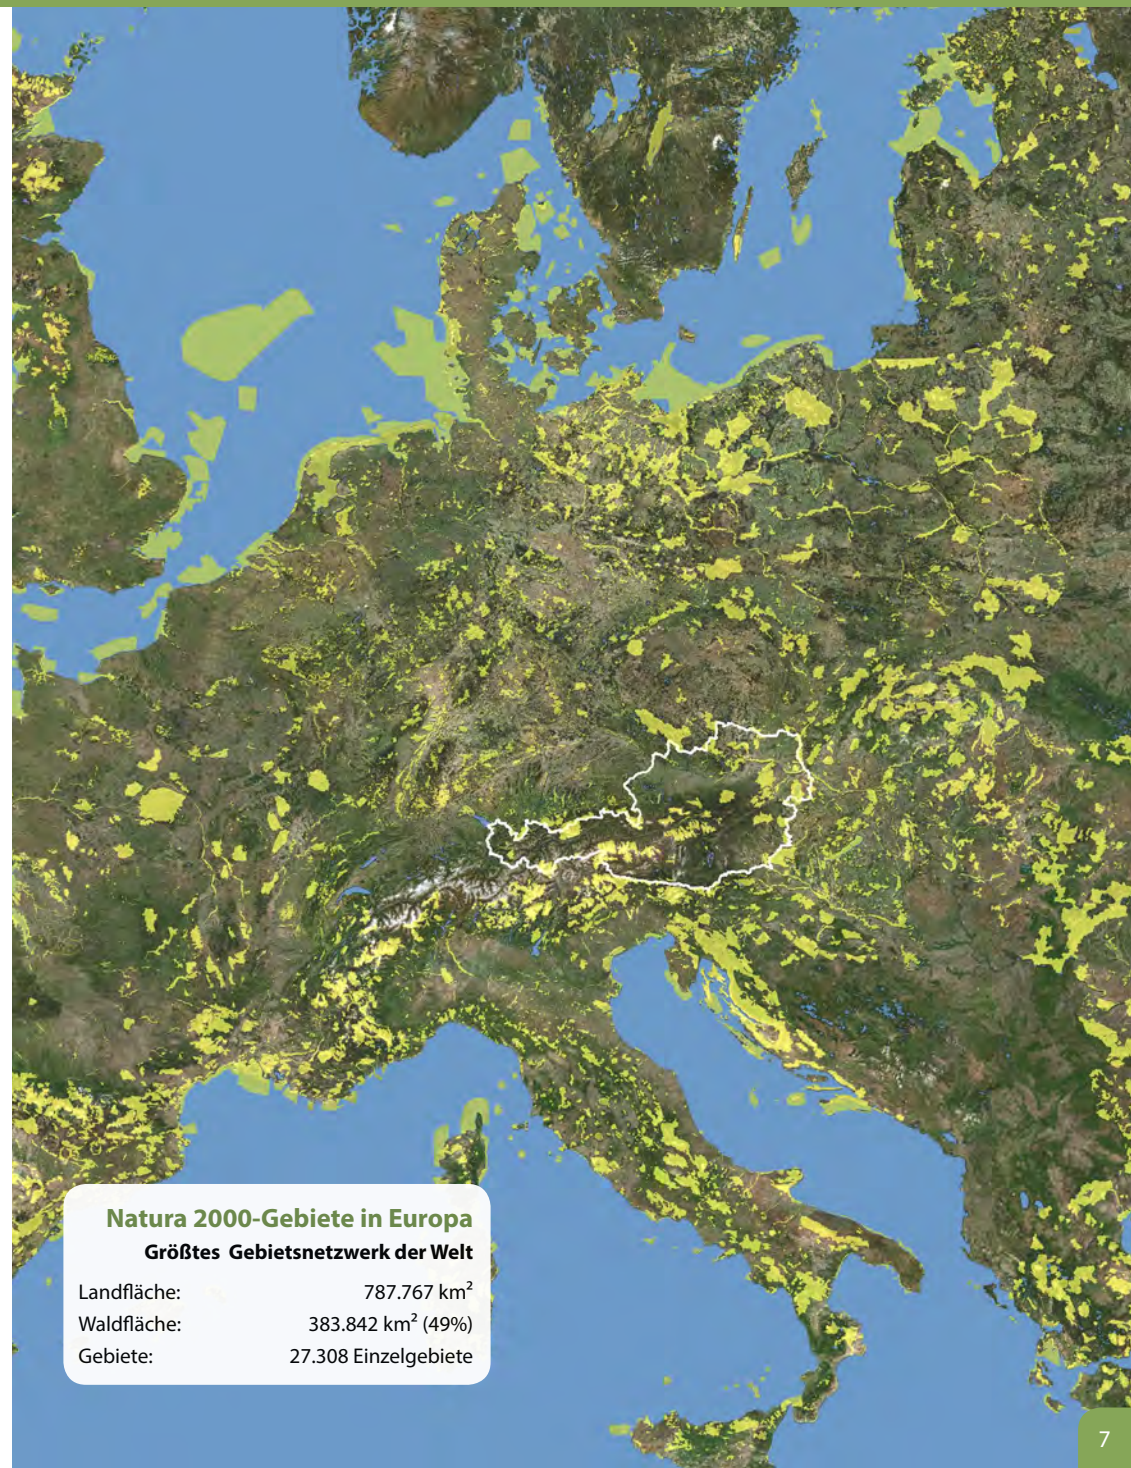 Natura 2000-Gebiete in Europa
Größtes Gebietsnetzwerk der Welt
Landfläche: 787.767 km²
Waldfläche: 383.842 km² (49%)
Gebiete: 27.308 Einzelgebiete
7